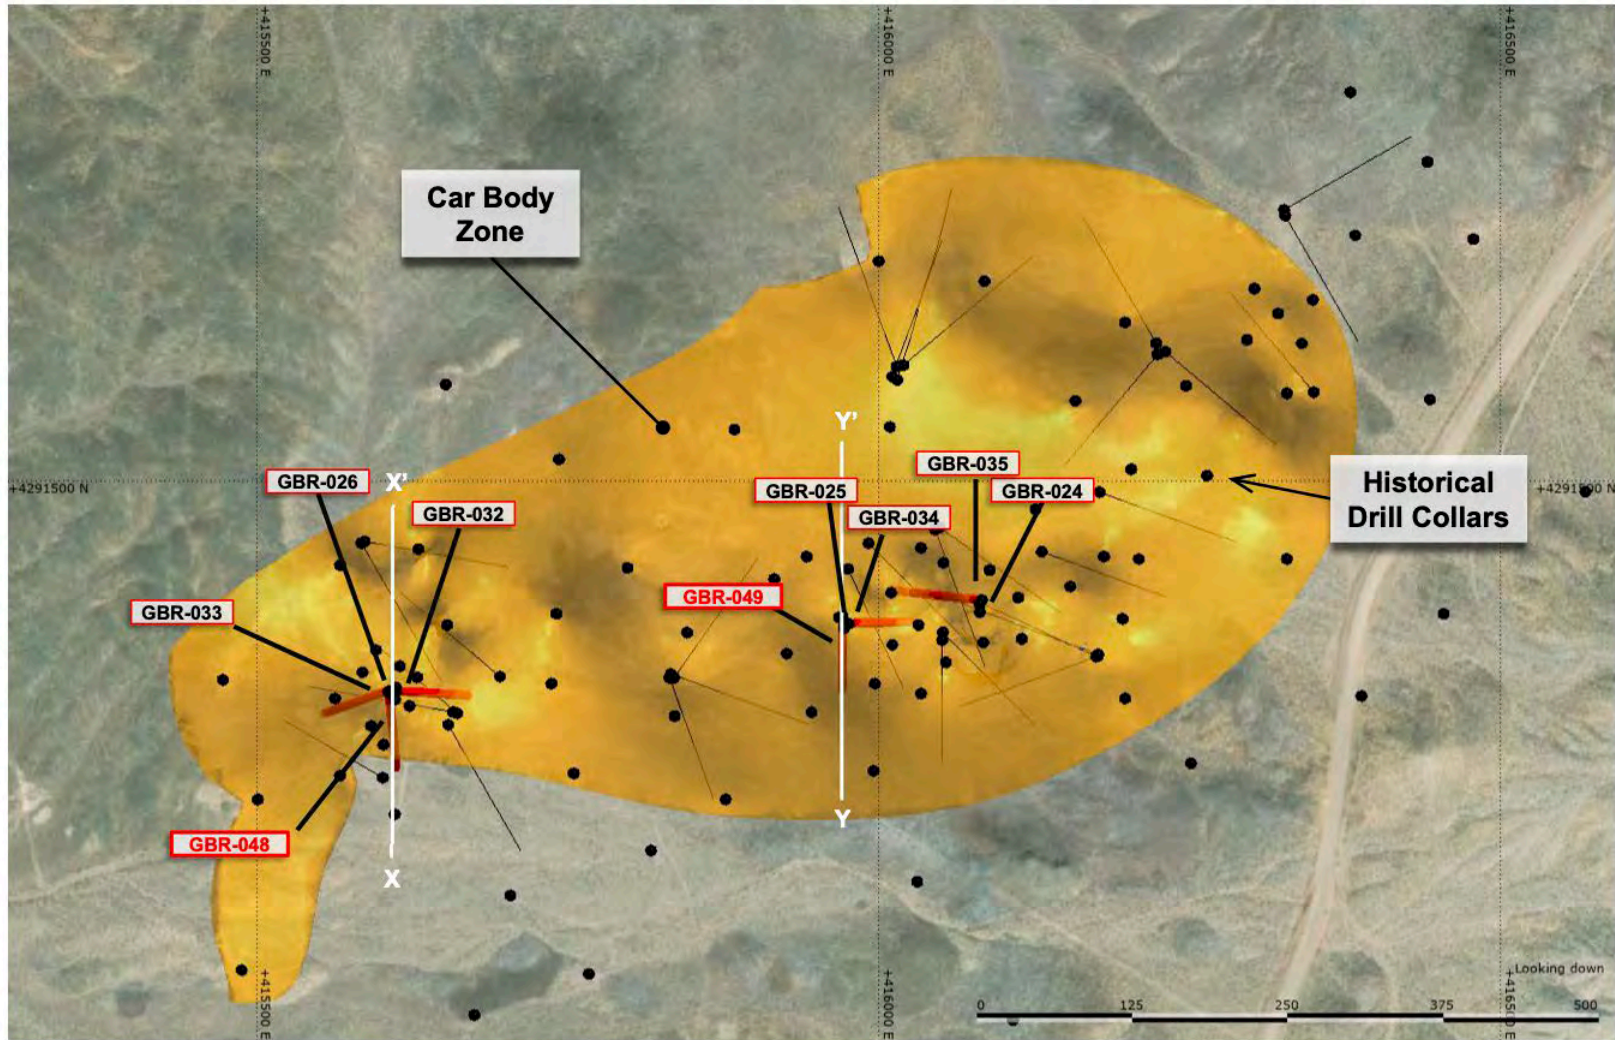 +415500 E
+416000 E
+416500 E
Car Body
Zone
Y'
GBR-035
GBR-026
X'
GBR-025
GBR-024
+4291500 N
Historical
Drill Collars
GBR-032
GBR-034
GBR-049
GBR-033
Y
GBR-048
X
Looking down
+415500 E
+416000 E
+416500 E
0 125 250 375 500